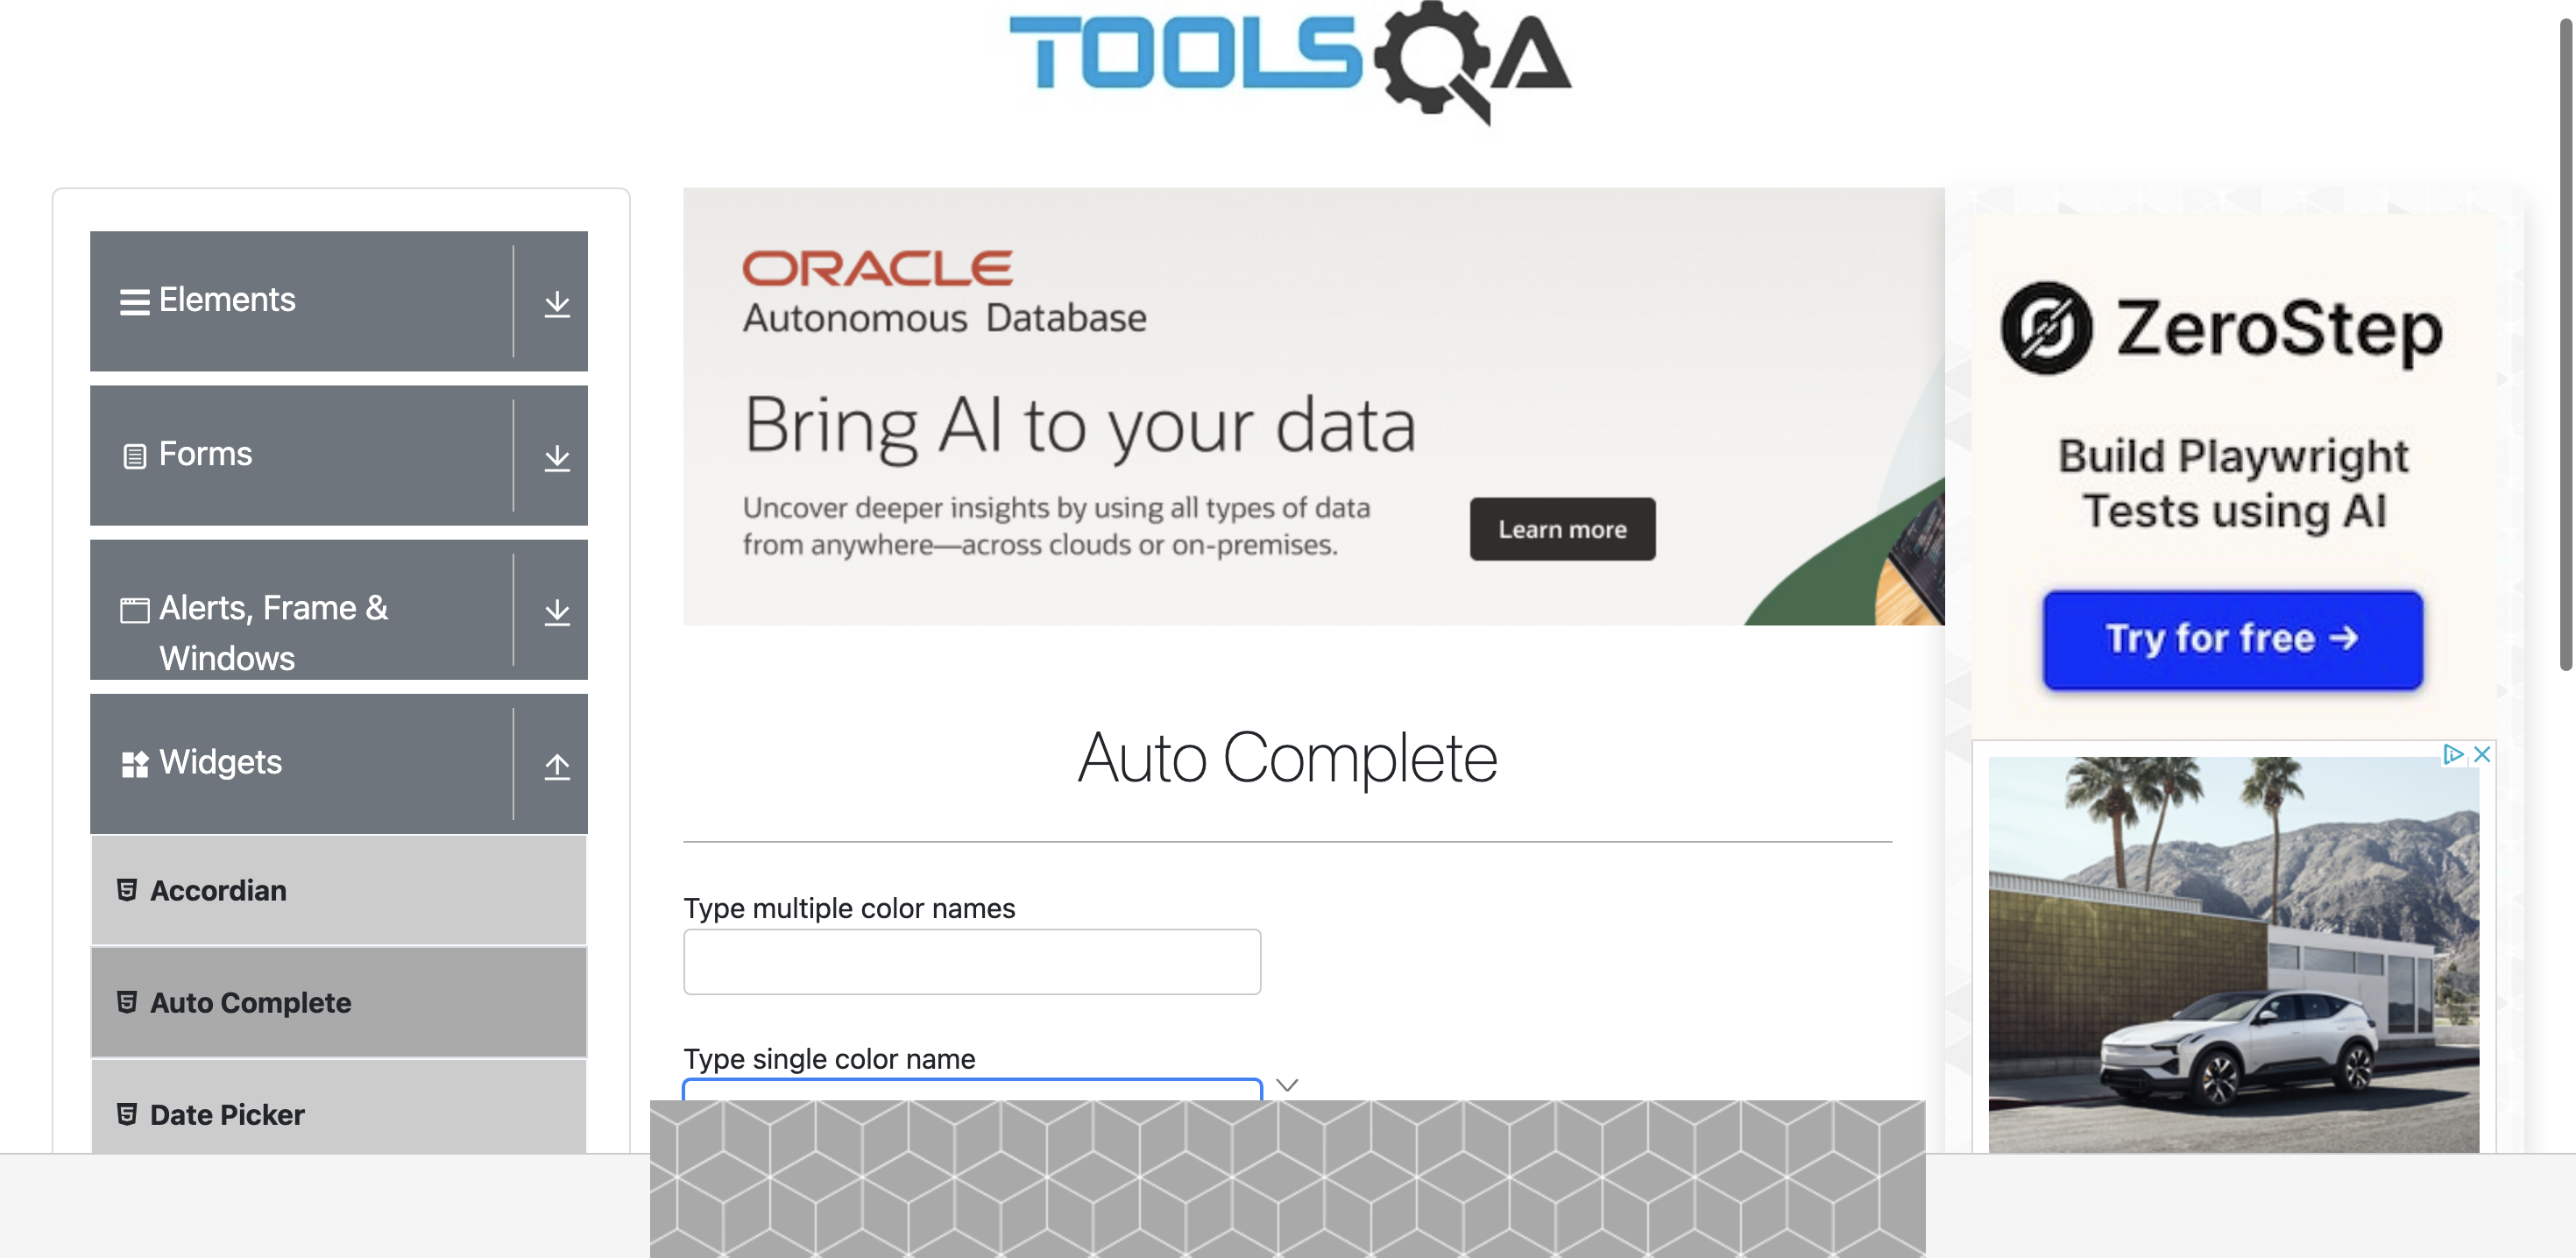 TOOLSQA
Elements
Forms
Alerts, Frame &
Windows
Widgets
Accordian
Auto Complete
Date Picker
ORACLE
Autonomous Database
Bring AI to your data
Uncover deeper insights by using all types of data
from anywhere—across clouds or on-premises.
Learn more
Auto Complete
Type multiple color names
Type single color name
ZeroStep
Build Playwright
Tests using AI
Try for free →